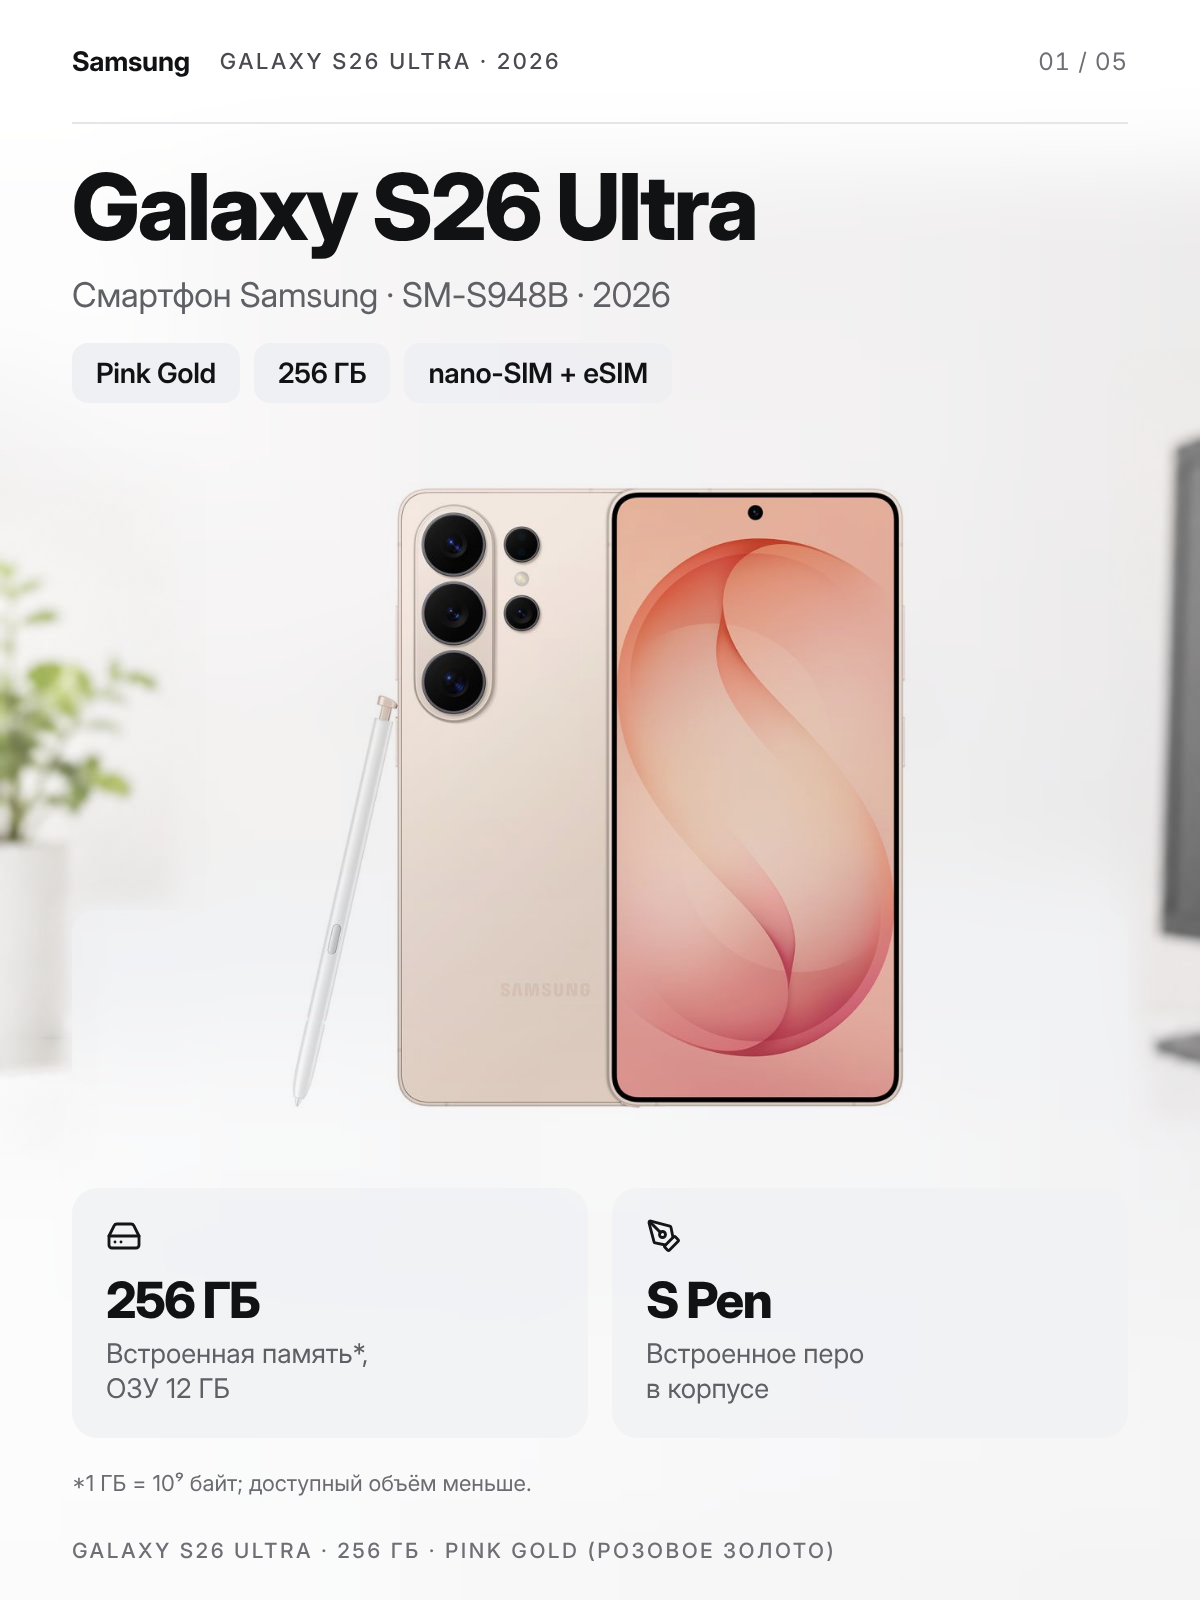 Samsung GALAXY S26 ULTRA · 2026 01 / 05
Galaxy S26 Ultra
Смартфон Samsung · SM-S948B · 2026
Pink Gold 256 ГБ nano-SIM + eSIM
SAMSUNG
256 ГБ
Встроенная память*,
ОЗУ 12 ГБ
S Pen
Встроенное перо
в корпусе
*1 ГБ = 10⁹ байт; доступный объём меньше.
GALAXY S26 ULTRA · 256 ГБ · PINK GOLD (РОЗОВОЕ ЗОЛОТО)